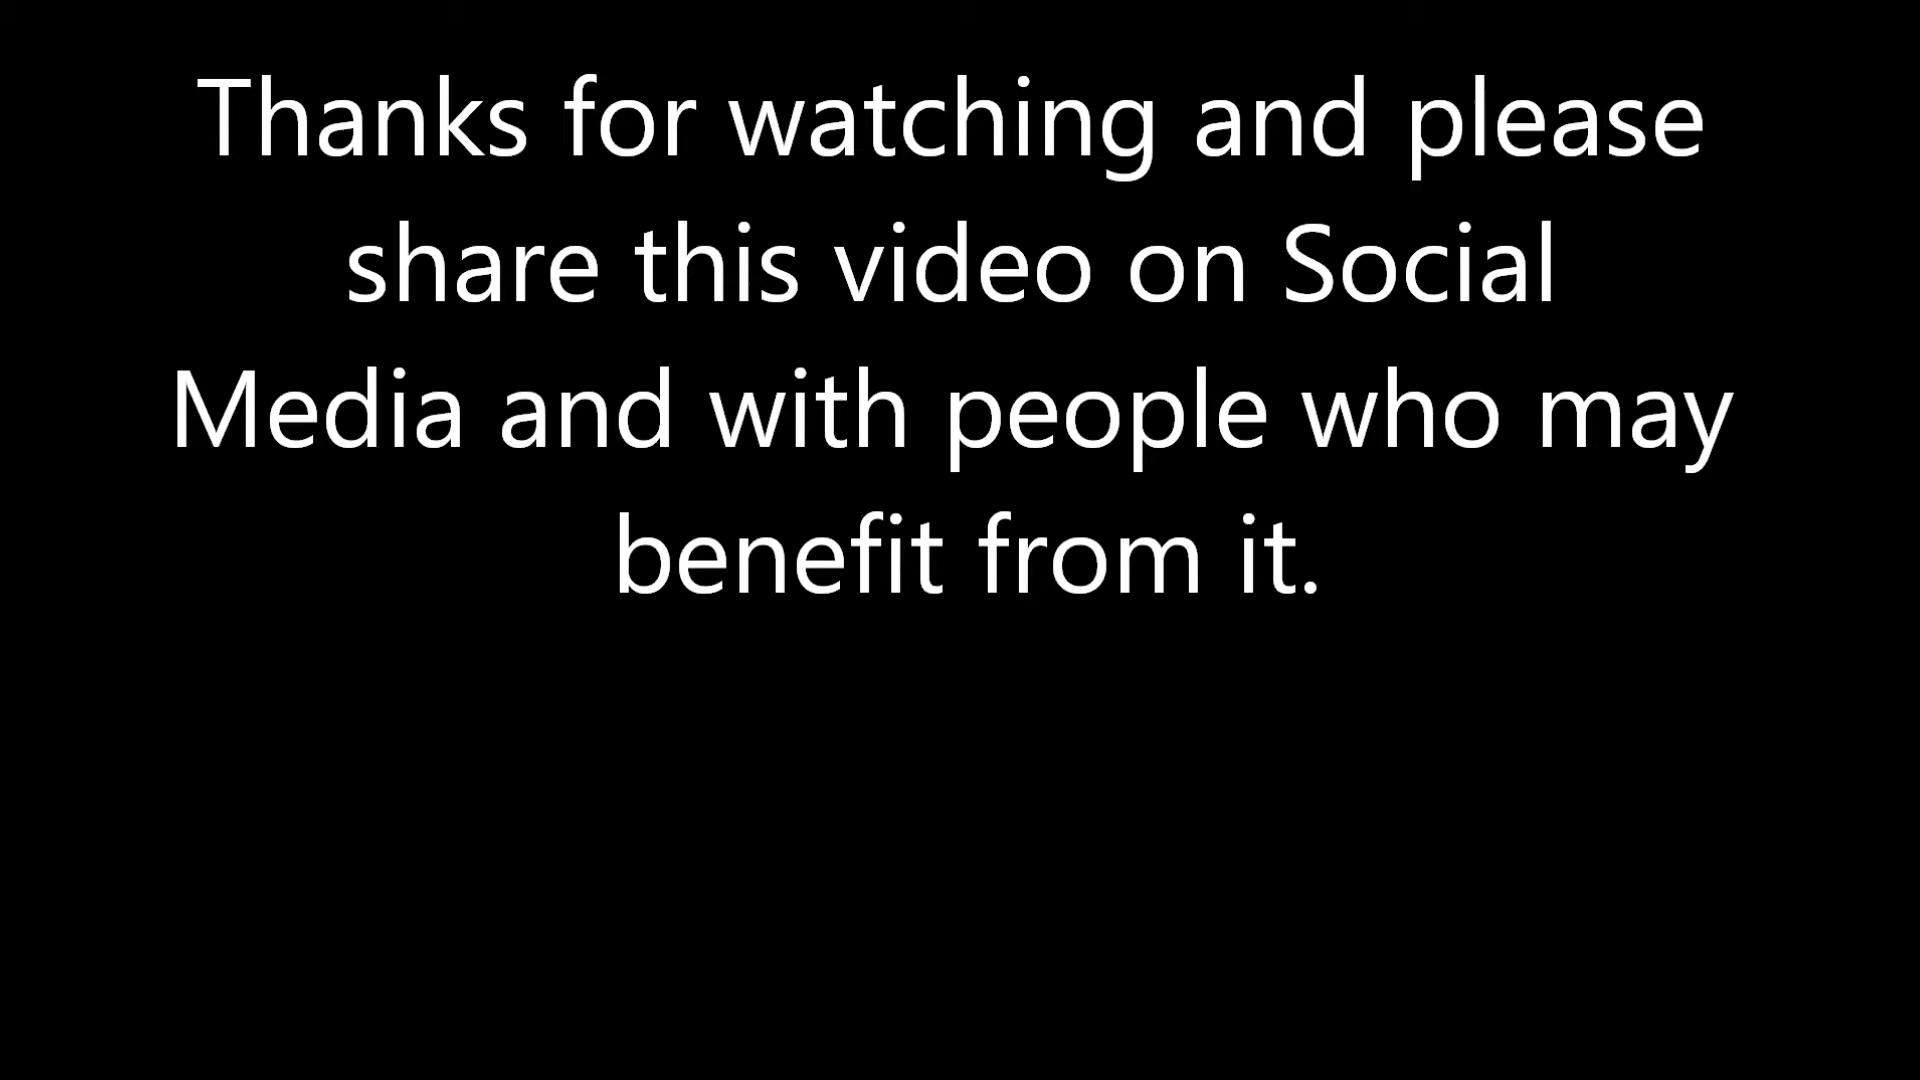 Thanks for watching and please
share this video on Social
Media and with people who may
benefit from it.